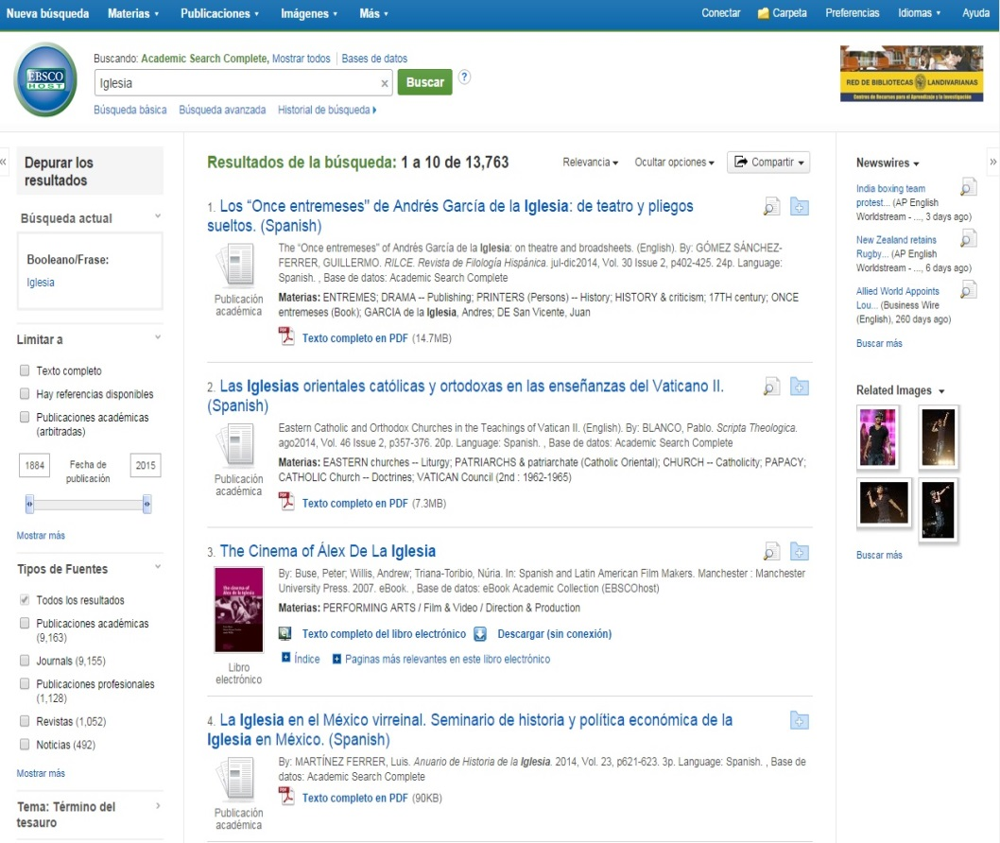 Nueva búsqueda Materias Publicaciones Imágenes Más Conectar Carpeta Preferencias Idiomas Ayuda
EBSCO
HOST
Buscando: Academic Search Complete, Mostrar todos Bases de datos
Iglesia × Buscar ?
Búsqueda básica Búsqueda avanzada Historial de búsqueda
RED DE BIBLIOTECAS LANDIVARIANAS
Centros de Recursos para el Aprendizaje y la Investigación
«
Depurar los
resultados
Búsqueda actual
Booleano/Frase:
Iglesia
Limitar a
Texto completo
Hay referencias disponibles
Publicaciones académicas
(arbitradas)
1884 Fecha de 2015
publicación
Mostrar más
Tipos de Fuentes
Todos los resultados
Publicaciones académicas
(9,163)
Journals (9,155)
Publicaciones profesionales
(1,128)
Revistas (1,052)
Noticias (492)
Mostrar más
Tema: Término del
tesauro
Resultados de la búsqueda: 1 a 10 de 13,763 Relevancia Ocultar opciones Compartir
1. Los “Once entremeses” de Andrés García de la Iglesia: de teatro y pliegos
sueltos. (Spanish)
The “Once entremeses” of Andrés García de la Iglesia: on theatre and broadsheets. (English). By: GÓMEZ SÁNCHEZ-
FERRER, GUILLERMO. RILCE. Revista de Filología Hispánica. jul-dic2014, Vol. 30 Issue 2, p402-425. 24p. Language:
Spanish. , Base de datos: Academic Search Complete
Publicación
académica
Materias: ENTREMES; DRAMA -- Publishing; PRINTERS (Persons) -- History; HISTORY & criticism; 17TH century; ONCE
entremeses (Book); GARCIA de la Iglesia, Andres; DE San Vicente, Juan
Texto completo en PDF (14.7MB)
2. Las Iglesias orientales católicas y ortodoxas en las enseñanzas del Vaticano II.
(Spanish)
Eastern Catholic and Orthodox Churches in the Teachings of Vatican II. (English). By: BLANCO, Pablo. Scripta Theologica.
ago2014, Vol. 46 Issue 2, p357-376. 20p. Language: Spanish. , Base de datos: Academic Search Complete
Publicación
académica
Materias: EASTERN churches -- Liturgy; PATRIARCHS & patriarchate (Catholic Oriental); CHURCH -- Catholicity; PAPACY;
CATHOLIC Church -- Doctrines; VATICAN Council (2nd : 1962-1965)
Texto completo en PDF (7.3MB)
3. The Cinema of Álex De La Iglesia
By: Buse, Peter; Willis, Andrew; Triana-Toribio, Núria. In: Spanish and Latin American Film Makers. Manchester : Manchester
University Press. 2007. eBook. , Base de datos: eBook Academic Collection (EBSCOhost)
Materias: PERFORMING ARTS / Film & Video / Direction & Production
Texto completo del libro electrónico Descargar (sin conexión)
Índice Paginas más relevantes en este libro electrónico
Libro
electrónico
4. La Iglesia en el México virreinal. Seminario de historia y política económica de la
Iglesia en México. (Spanish)
By: MARTÍNEZ FERRER, Luis. Anuario de Historia de la Iglesia. 2014, Vol. 23, p621-623. 3p. Language: Spanish. , Base de
datos: Academic Search Complete
Texto completo en PDF (90KB)
Publicación
académica
»
Newswires
India boxing team
protest... (AP English
Worldstream - ..., 3 days ago)
New Zealand retains
Rugby... (AP English
Worldstream - ..., 6 days ago)
Allied World Appoints
Lou... (Business Wire
(English), 260 days ago)
Buscar más
Related Images
Buscar más